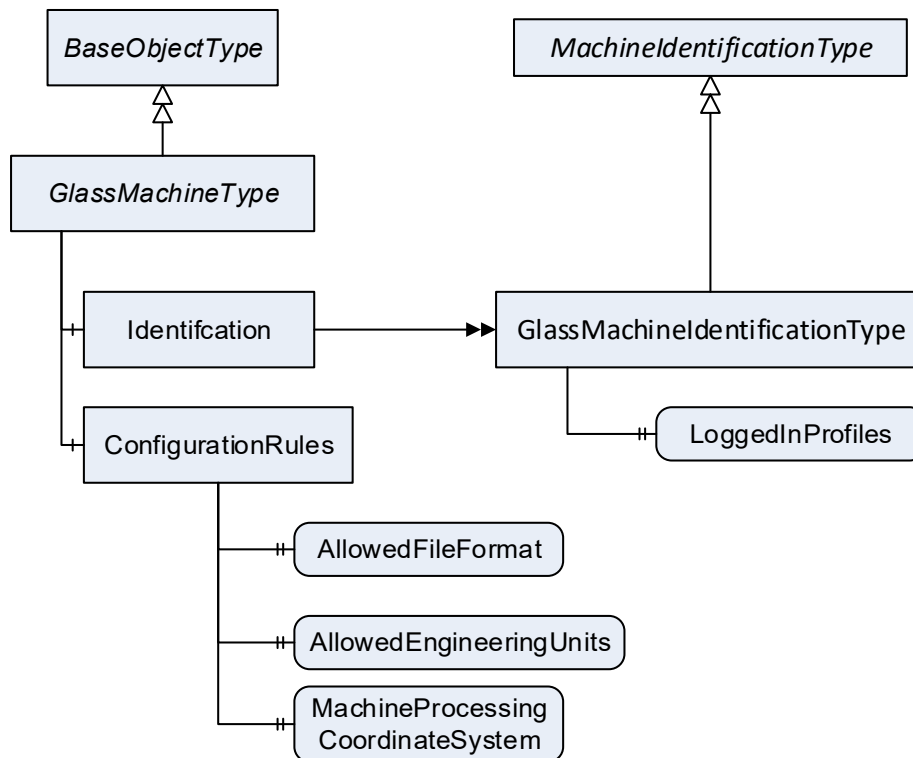 BaseObjectType
MachineIdentificationType
GlassMachineType
Identifcation
GlassMachineIdentificationType
ConfigurationRules
LoggedInProfiles
AllowedFileFormat
AllowedEngineeringUnits
MachineProcessing
CoordinateSystem